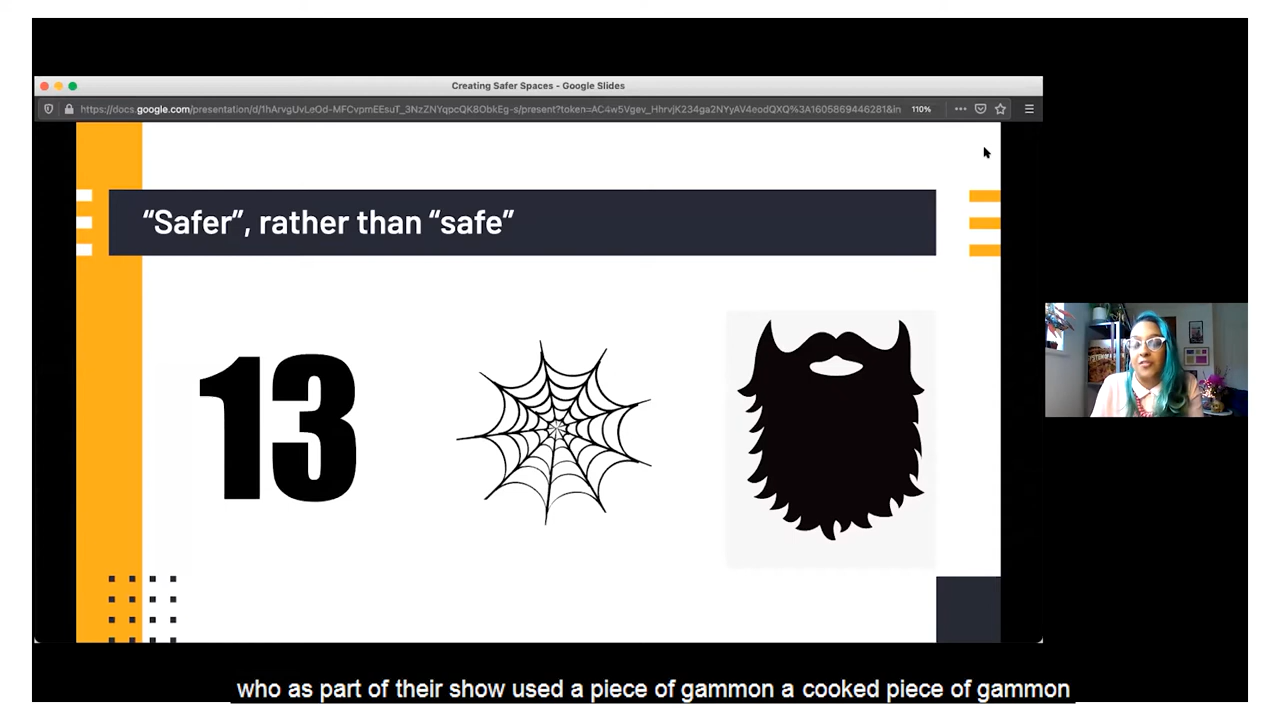 Creating Safer Spaces - Google Slides
110%
“Safer”, rather than “safe”
13
who as part of their show used a piece of gammon a cooked piece of gammon